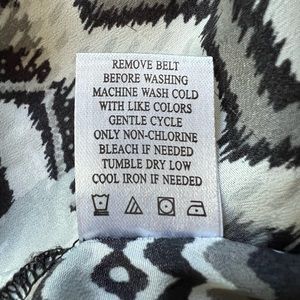 REMOVE BELT
BEFORE WASHING
MACHINE WASH COLD
WITH LIKE COLORS
GENTLE CYCLE
ONLY NON-CHLORINE
BLEACH IF NEEDED
TUMBLE DRY LOW
COOL IRON IF NEEDED